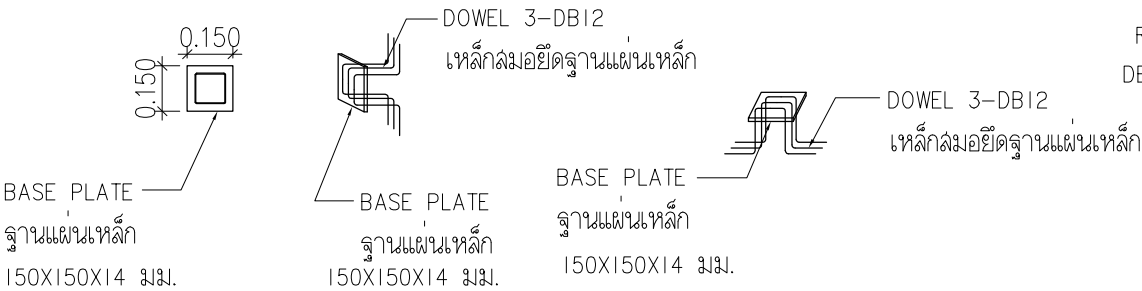 0.150
0.150
BASE PLATE
ฐานแผ่นเหล็ก
150X150X14 มม.
DOWEL 3-DB12
เหล็กสมอยึดฐานแผ่นเหล็ก
BASE PLATE
ฐานแผ่นเหล็ก
150X150X14 มม.
DOWEL 3-DB12
เหล็กสมอยึดฐานแผ่นเหล็ก
BASE PLATE
ฐานแผ่นเหล็ก
150X150X14 มม.